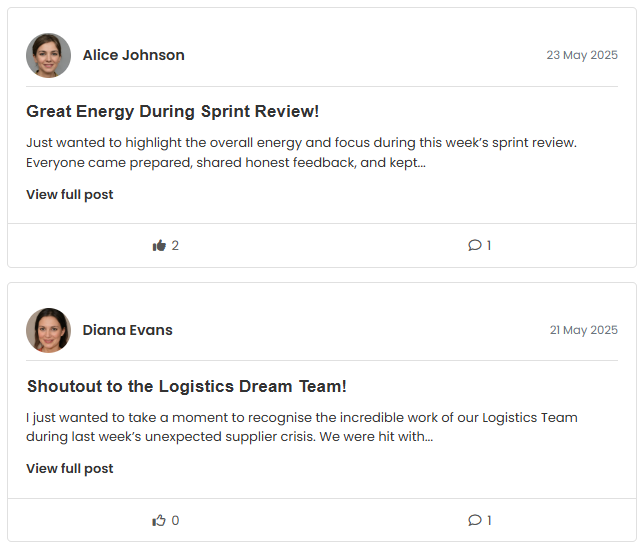 Alice Johnson
23 May 2025
Great Energy During Sprint Review!
Just wanted to highlight the overall energy and focus during this week’s sprint review.
Everyone came prepared, shared honest feedback, and kept...
View full post
2
1
Diana Evans
21 May 2025
Shoutout to the Logistics Dream Team!
I just wanted to take a moment to recognise the incredible work of our Logistics Team
during last week’s unexpected supplier crisis. We were hit with...
View full post
0
1